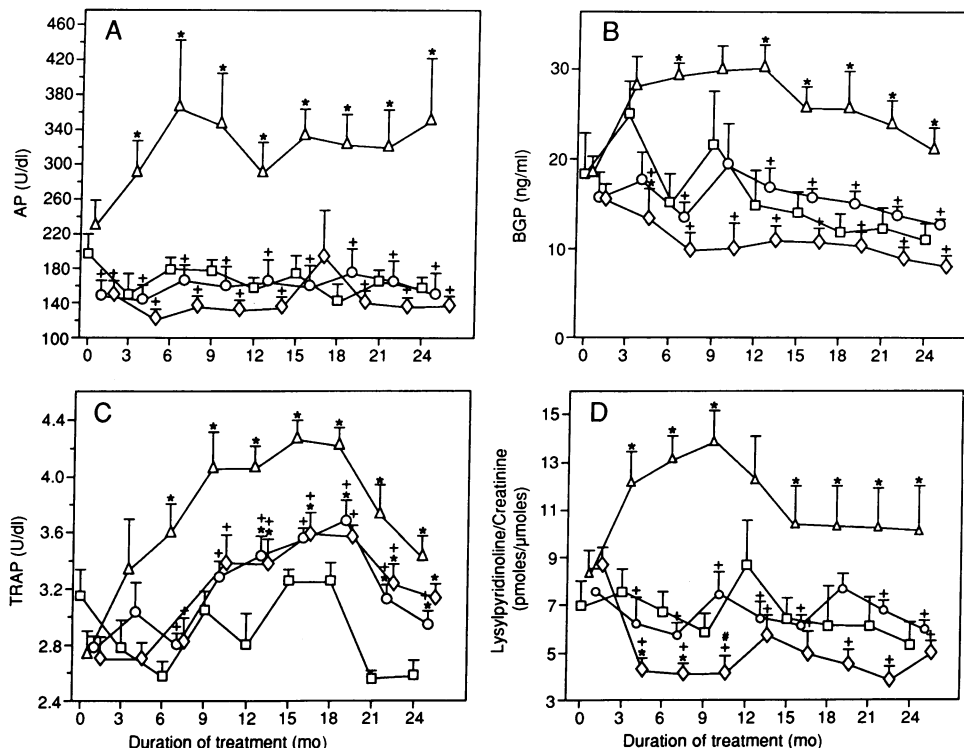 A
AP (U/dl)
460
420
380
340
300
260
220
180
140
100
0 3 6 9 12 15 18 21 24
B
BGP (ng/ml)
30
20
10
0
0 3 6 9 12 15 18 21 24
C
TRAP (U/dl)
4.4
4.0
3.6
3.2
2.8
2.4
0 3 6 9 12 15 18 21 24
Duration of treatment (mo)
D
Lysylpyridinoline/Creatinine
(pmoles/μmoles)
15
13
11
9
7
5
3
#
0 3 6 9 12 15 18 21 24
Duration of treatment (mo)